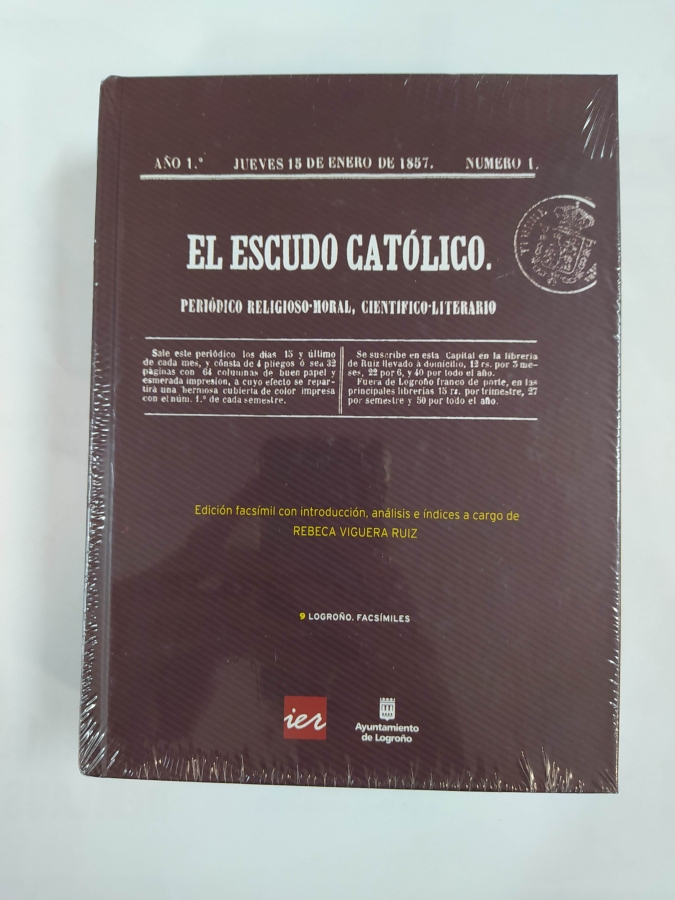 AÑO 1.° JUEVES 15 DE ENERO DE 1857. NUMERO 1.
TIMBRE
EL ESCUDO CATÓLICO.
PERIÓDICO RELIGIOSO-MORAL, CIENTÍFICO-LITERARIO
Sale este periódico los dias 15 y último
de cada mes, y cónsta de 4 pliegos ó sea 32
páginas con 64 columnas de buen papel y
esmerada impresion, a cuyo efecto se repar-
tirá una hermosa cubierta de color impresa
con el núm. 1.° de cada semestre.
Se suscribe en esta Capital en la libreria
de Ruiz llevado á domicilio, 12 rs. por 3 me-
ses, 22 por 6, y 40 por todo el año.
Fuera de Logroño franco de porte, en las
principales librerias 15 rs. por trimestre, 27
por semestre y 50 por todo el año.
Edición facsímil con introducción, análisis e índices a cargo de
REBECA VIGUERA RUIZ
9 LOGROÑO. FACSÍMILES
ier
Ayuntamiento
de Logroño